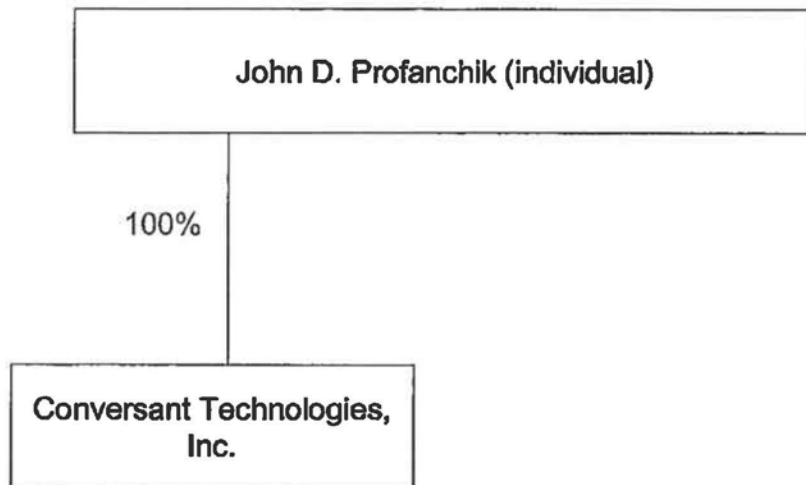 John D. Profanchik (individual)
100%
Conversant Technologies,
Inc.